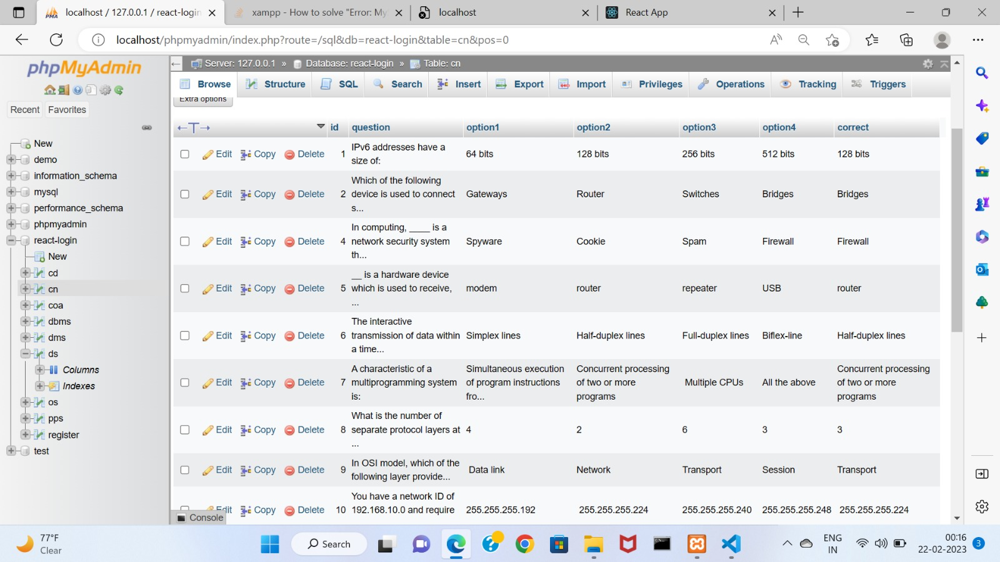 localhost / 127.0.0.1 / react-login
xampp - How to solve "Error: My
localhost
React App
localhost/phpmyadmin/index.php?route=/sql&db=react-login&table=cn&pos=0
phpMyAdmin
Recent Favorites
New
demo
information_schema
mysql
performance_schema
phpmyadmin
react-login
New
cd
cn
coa
dbms
dms
ds
Columns
Indexes
os
pps
register
test
Server: 127.0.0.1 » Database: react-login » Table: cn
Browse Structure SQL Search Insert Export Import Privileges Operations Tracking Triggers
Extra options
←T→ id question option1 option2 option3 option4 correct
IPv6 addresses have a
Edit Copy Delete 1 64 bits 128 bits 256 bits 512 bits 128 bits
size of:
Which of the following
Edit Copy Delete 2 device is used to connect Gateways Router Switches Bridges Bridges
s...
In computing, ____ is a
Edit Copy Delete 4 network security system Spyware Cookie Spam Firewall Firewall
th...
__ is a hardware device
Edit Copy Delete 5 which is used to receive, modem router repeater USB router
...
The interactive
Edit Copy Delete 6 transmission of data within Simplex lines Half-duplex lines Full-duplex lines Biflex-line Half-duplex lines
a time...
A characteristic of a Simultaneous execution Concurrent processing Concurrent processing
Edit Copy Delete 7 multiprogramming system of program instructions of two or more Multiple CPUs All the above of two or more
is: fro... programs programs
What is the number of
Edit Copy Delete 8 separate protocol layers at 4 2 6 3 3
...
In OSI model, which of the
Edit Copy Delete 9 Data link Network Transport Session Transport
following layer provide...
You have a network ID of
Edit Copy Delete 10 192.168.10.0 and require 255.255.255.192 255.255.255.224 255.255.255.240 255.255.255.248 255.255.255.224
Console
77°F
Clear
Search
ENG
IN
00:16
22-02-2023
3